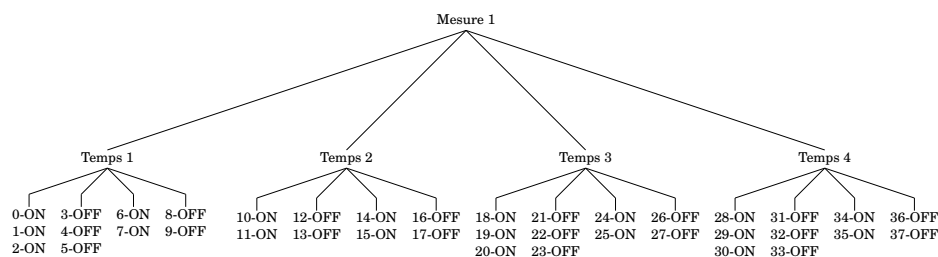 Mesure 1
Temps 1 Temps 2 Temps 3 Temps 4
0-ON 3-OFF 6-ON 8-OFF 10-ON 12-OFF 14-ON 16-OFF 18-ON 21-OFF 24-ON 26-OFF 28-ON 31-OFF 34-ON 36-OFF
1-ON 4-OFF 7-ON 9-OFF 11-ON 13-OFF 15-ON 17-OFF 19-ON 22-OFF 25-ON 27-OFF 29-ON 32-OFF 35-ON 37-OFF
2-ON 5-OFF 20-ON 23-OFF 30-ON 33-OFF